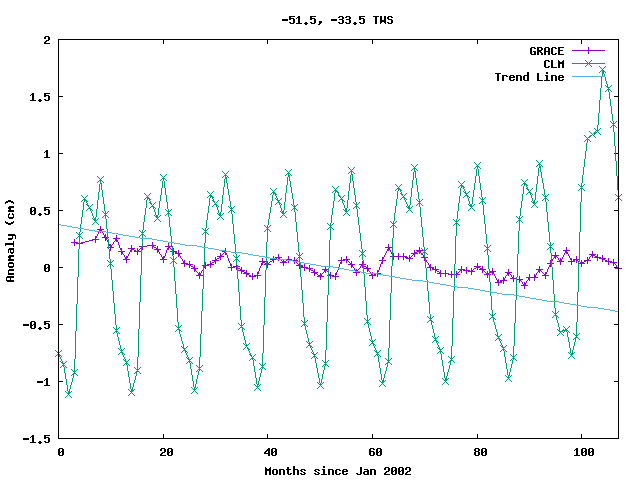 -51.5, -33.5 TWS
GRACE
CLM
Trend Line
2
1.5
1
0.5
0
-0.5
-1
-1.5
Anomaly (cm)
0 20 40 60 80 100
Months since Jan 2002